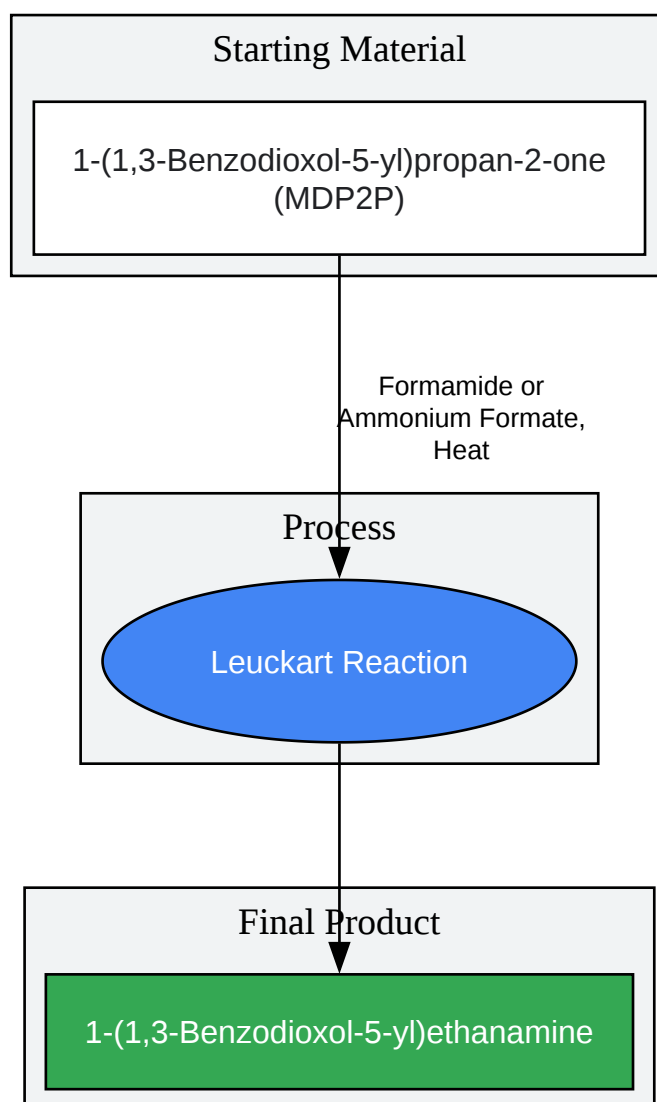 Starting Material
1-(1,3-Benzodioxol-5-yl)propan-2-one
(MDP2P)
Formamide or
Ammonium Formate,
Heat
Process
Leuckart Reaction
Final Product
1-(1,3-Benzodioxol-5-yl)ethanamine